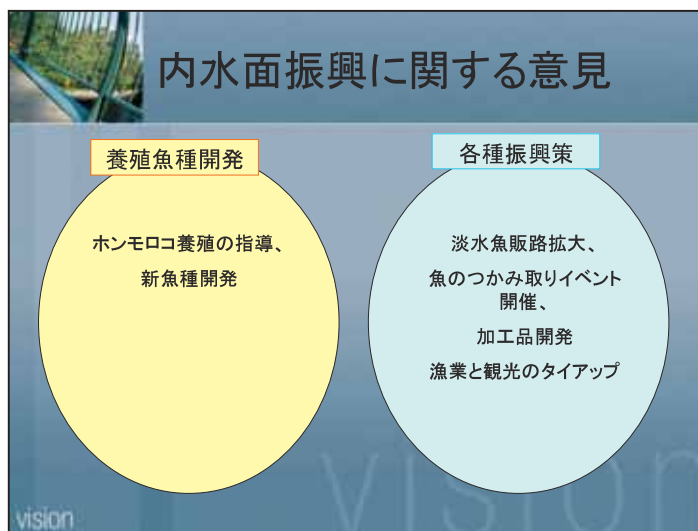 内水面振興に関する意見
養殖魚種開発
ホンモロコ養殖の指導、
新魚種開発
各種振興策
淡水魚販路拡大、
魚のつかみ取りイベント
開催、
加工品開発
漁業と観光のタイアップ
vision
vision